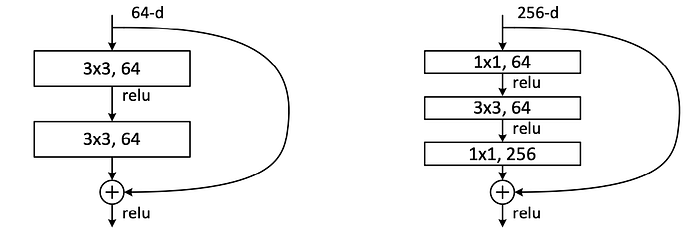 64-d
3x3, 64
relu
3x3, 64
+
relu
256-d
1x1, 64
relu
3x3, 64
relu
1x1, 256
+
relu